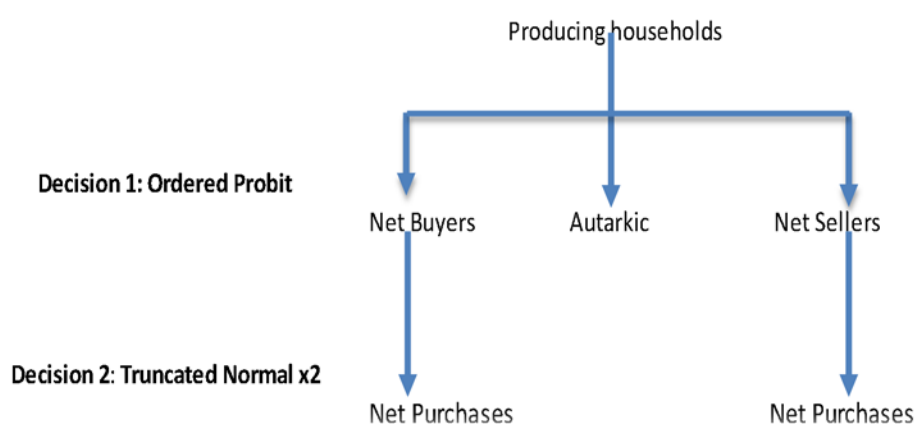 Producing households
Decision 1: Ordered Probit
Net Buyers Autarkic Net Sellers
Decision 2: Truncated Normal x2
Net Purchases Net Purchases